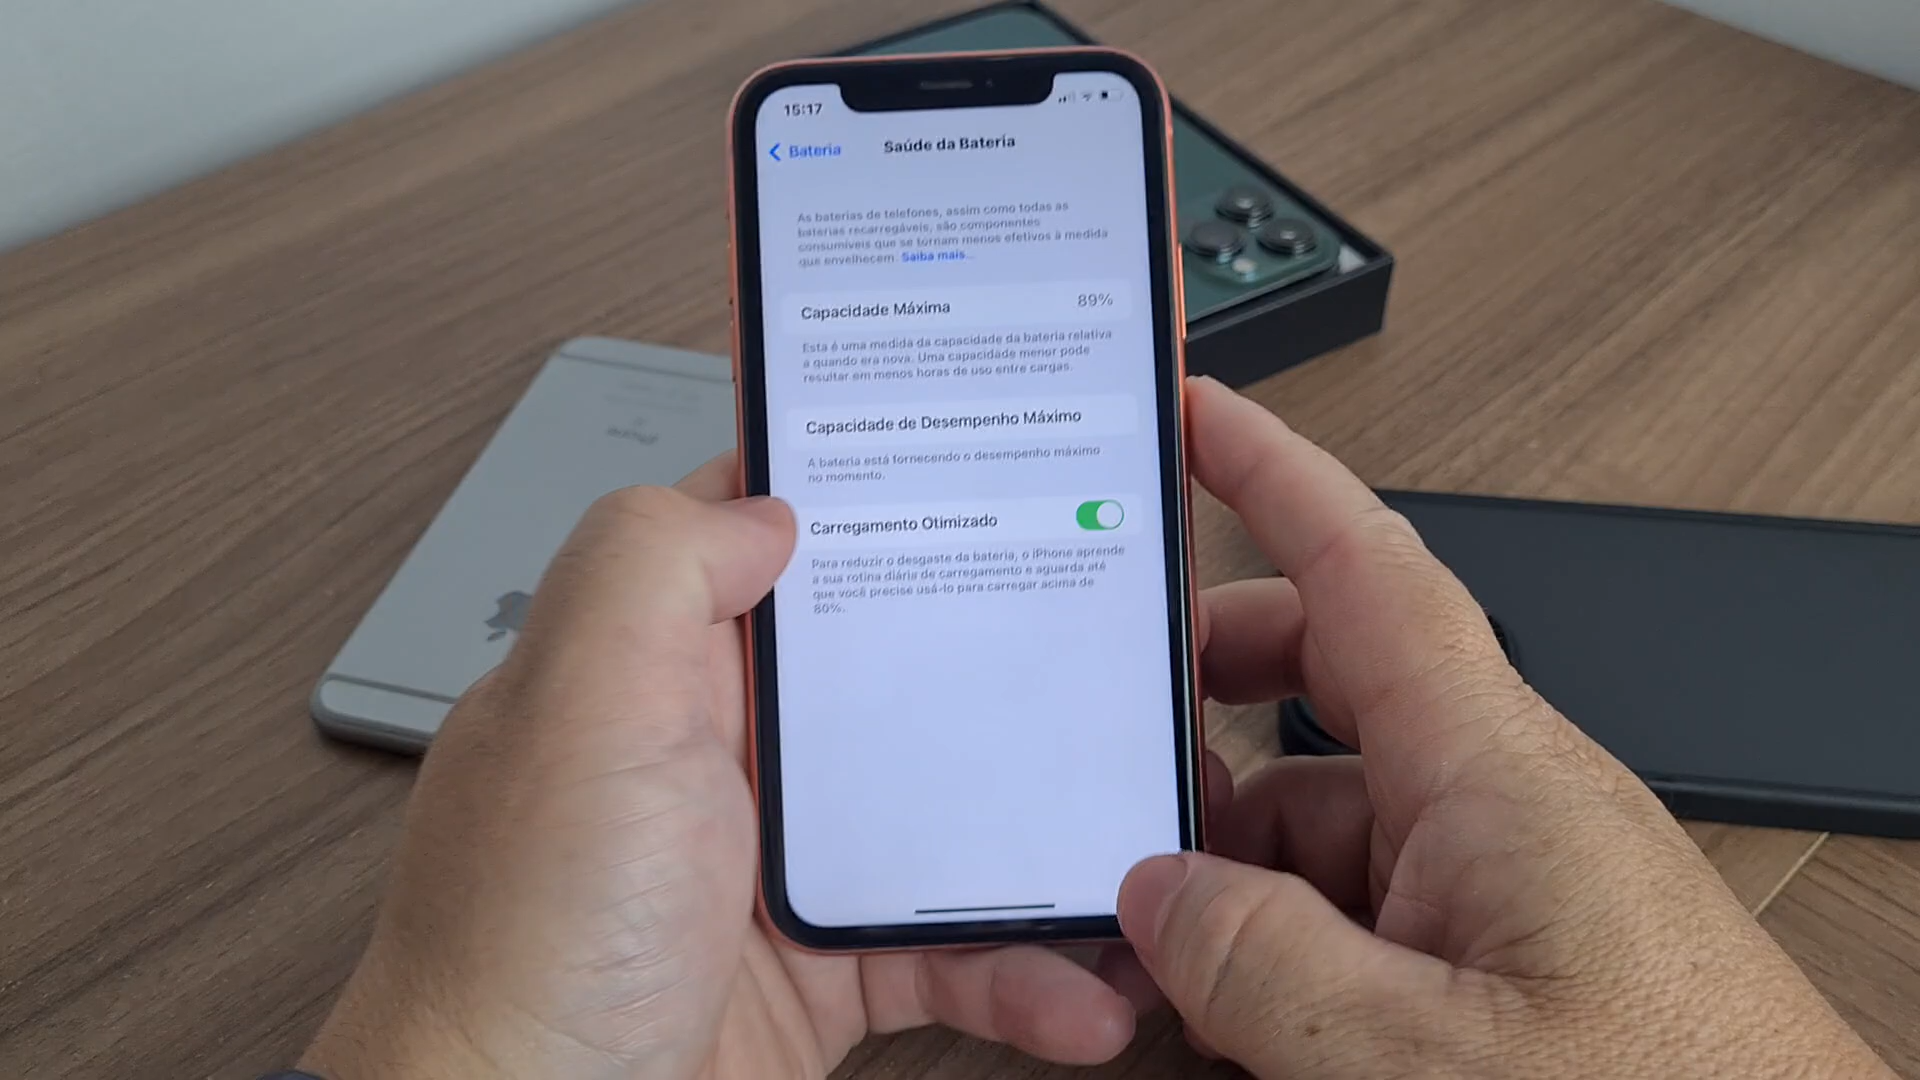 15:17
Bateria
Saúde da Bateria
As baterias de telefones, assim como todas as
baterias recarregáveis, são componentes
consumíveis que se tornam menos efetivos à medida
que envelhecem. Saiba mais...
Capacidade Máxima 89%
Esta é uma medida da capacidade da bateria relativa
a quando era nova. Uma capacidade menor pode
resultar em menos horas de uso entre cargas.
Capacidade de Desempenho Máximo
A bateria está fornecendo o desempenho máximo
no momento.
Carregamento Otimizado
Para reduzir o desgaste da bateria, o iPhone aprende
a sua rotina diária de carregamento e aguarda até
que você precise usá-lo para carregar acima de
80%.
iPhone